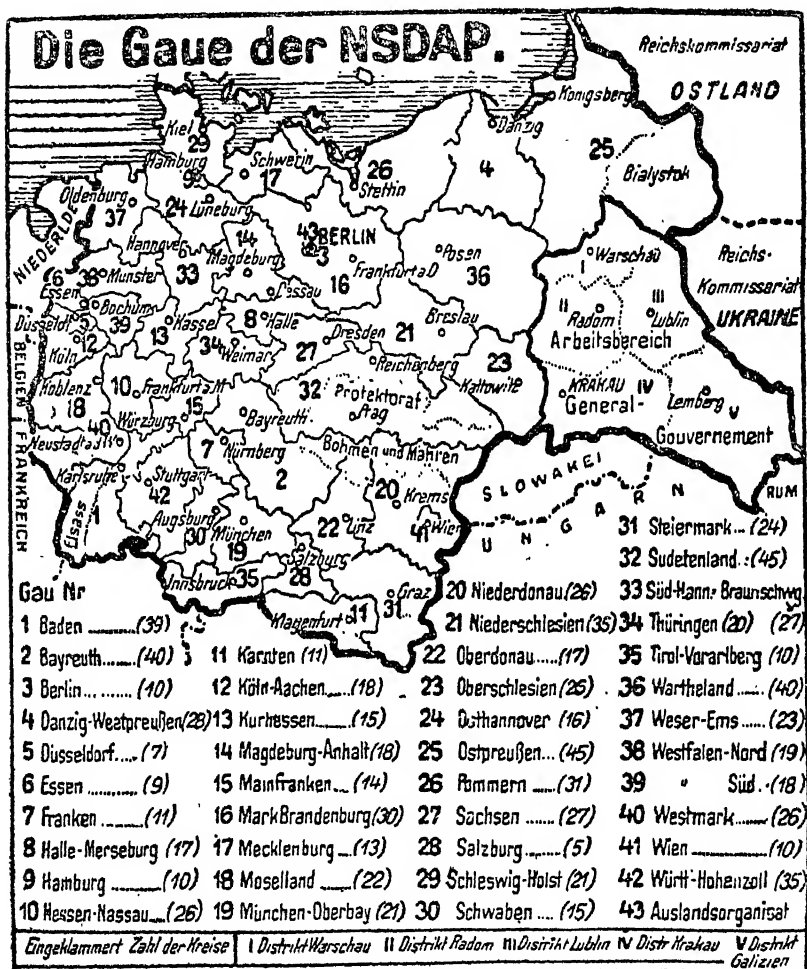 Die Gaue der NSDAP.
Reichskommissariat
OSTLAND
Königsberg
Danzig
Kiel
29
Hamburg
9
Schwerin
17
26
Stettin
4
25
Bialystok
Oldenburg
37
24
Lüneburg
NIEDERLDE
Hannover
14
Magdeburg
43
BERLIN
3
16
Frankfurt a.O
Posen
36
Warschau
I
Reichs-
Kommissariat
UKRAINE
6
Essen
38
Münster
33
Dessau
II
Radom
III
Lublin
Arbeitsbereich
Düsseldf.
5
Bochum
39
13
Kassel
8
Halle
Dresden
21
Breslau
Köln
12
34
Weimar
27
Reichenberg
23
Kattowitz
BELGIEN
FRANKREICH
Koblenz
18
10
Frankfurt a.M
15
32
Protektorat
Prag
KRAKAU
IV
General-
Lemberg
V
Gouvernement
40
Würzburg
Bayreuth
Neustadt a.d.W
7
Nürnberg
Böhmen und Mähren
Karlsruhe
Stuttgart
42
2
20
Krems
SLOWAKEI
UNGARN
RUM
Elsass
1
Augsburg
30
München
19
22
Linz
41
Wien
Salzburg
28
Innsbruck
35
Graz
31
Klagenfurt
11
Gau Nr
1 Baden ........(39)
2 Bayreuth.......(40)
3 Berlin...........(10)
4 Danzig-Weatpreußen(28)
5 Düsseldorf.....(7)
6 Essen ...........(9)
7 Franken ........(11)
8 Halle-Merseburg (17)
9 Hamburg ..........(10)
10 Hessen-Nassau....(26)
11 Kärnten (11)
12 Köln-Aachen....(18)
13 Kurhessen........(15)
14 Magdeburg-Anhalt(18)
15 Mainfranken...(14)
16 Mark Brandenburg(30)
17 Mecklenburg...(13)
18 Moselland ......(22)
19 München-Oberbay (21)
20 Niederdonau (26)
21 Niederschlesien(35)
22 Oberdonau.....(17)
23 Oberschlesien(26)
24 Osthannover (16)
25 Ostpreußen...(45)
26 Pommern .....(31)
27 Sachsen .......(27)
28 Salzburg........(5)
29 Schleswig-Holst (21)
30 Schwaben ....(15)
31 Steiermark...(24)
32 Sudetenland..:(45)
33 Süd-Hann.-Braunschwg.
(27)
34 Thüringen (20)
35 Tirol-Vorarlberg (10)
36 Wartheland......(40)
37 Weser-Ems......(23)
38 Westfalen-Nord (19)
39 " Süd..(18)
40 Westmark........(26)
41 Wien .............(10)
42 Württ-Hohenzoll (35)
43 Auslandsorganisat
Eingeklammert Zahl der Kreise
I Distrikt Warschau II Distrikt Radom III Distrikt Lublin IV Distr Krakau V Distrikt
Galizien